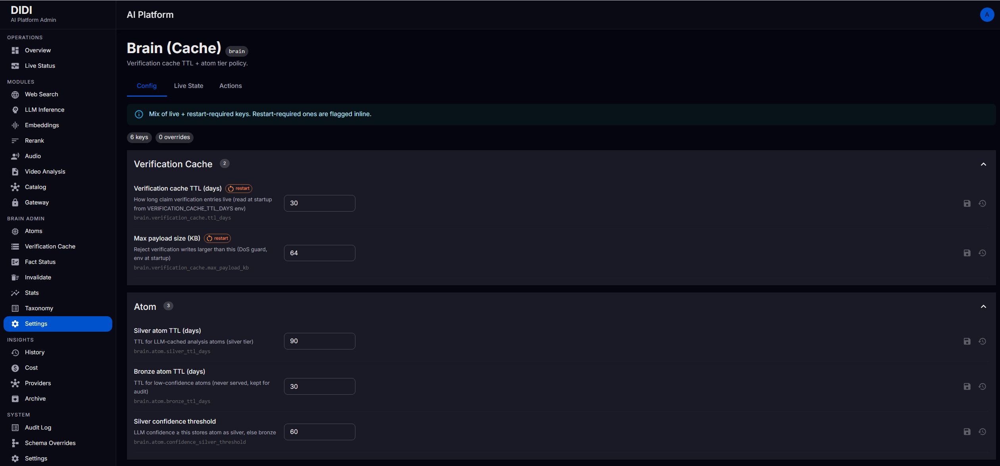 DIDI
AI Platform Admin
OPERATIONS
Overview
Live Status
MODULES
Web Search
LLM Inference
Embeddings
Rerank
Audio
Video Analysis
Catalog
Gateway
BRAIN ADMIN
Atoms
Verification Cache
Fact Status
Invalidate
Stats
Taxonomy
Settings
INSIGHTS
History
Cost
Providers
Archive
SYSTEM
Audit Log
Schema Overrides
Settings
AI Platform
A
Brain (Cache) brain
Verification cache TTL + atom tier policy.
Config Live State Actions
Mix of live + restart-required keys. Restart-required ones are flagged inline.
6 keys 0 overrides
Verification Cache 2
Verification cache TTL (days) restart
How long claim verification entries live (read at startup
from VERIFICATION_CACHE_TTL_DAYS env)
brain.verification_cache.ttl_days
30
Max payload size (KB) restart
Reject verification writes larger than this (DoS guard,
env at startup)
brain.verification_cache.max_payload_kb
64
Atom 3
Silver atom TTL (days)
TTL for LLM-cached analysis atoms (silver tier)
brain.atom.silver_ttl_days
90
Bronze atom TTL (days)
TTL for low-confidence atoms (never served, kept for
audit)
brain.atom.bronze_ttl_days
30
Silver confidence threshold
LLM confidence ≥ this stores atom as silver, else bronze
brain.atom.confidence_silver_threshold
60